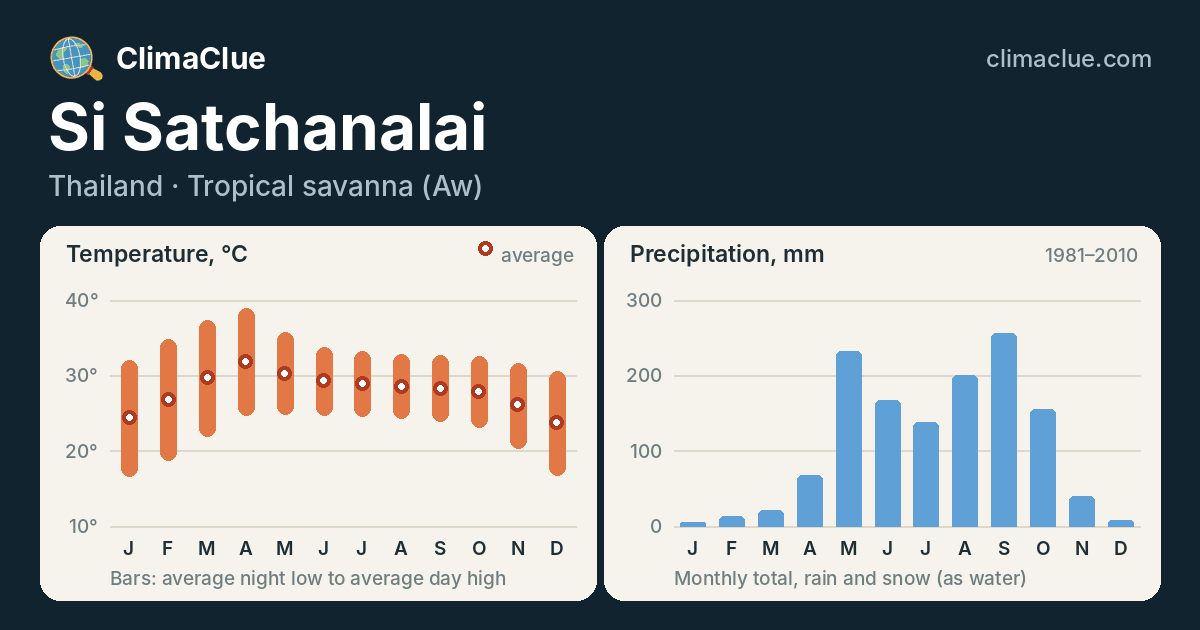 ClimaClue
climaclue.com
Si Satchanalai
Thailand · Tropical savanna (Aw)
Temperature, °C
average
40°
30°
20°
10°
J F M A M J J A S O N D
Bars: average night low to average day high
Precipitation, mm
1981–2010
300
200
100
0
J F M A M J J A S O N D
Monthly total, rain and snow (as water)